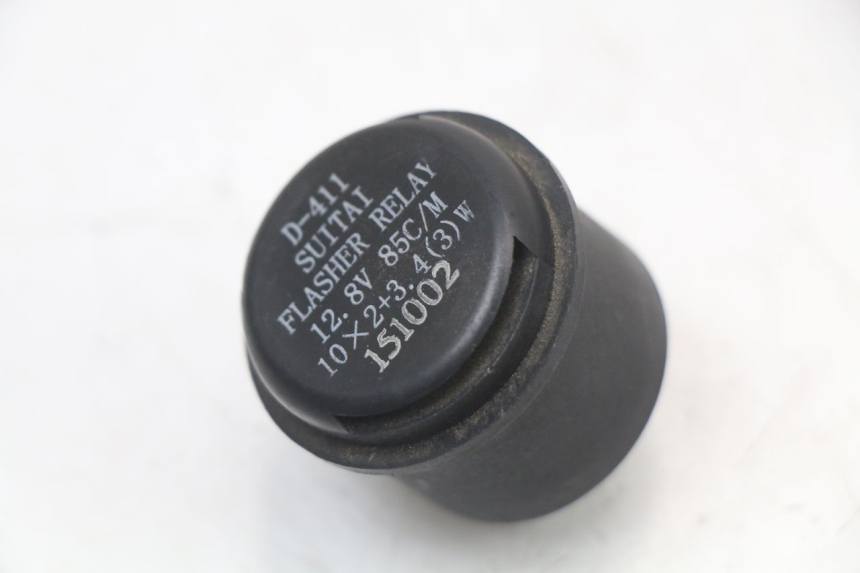 D-411
SUITAI
FLASHER RELAY
12.8V 85C/M
10×2+3.4(3)W
151002